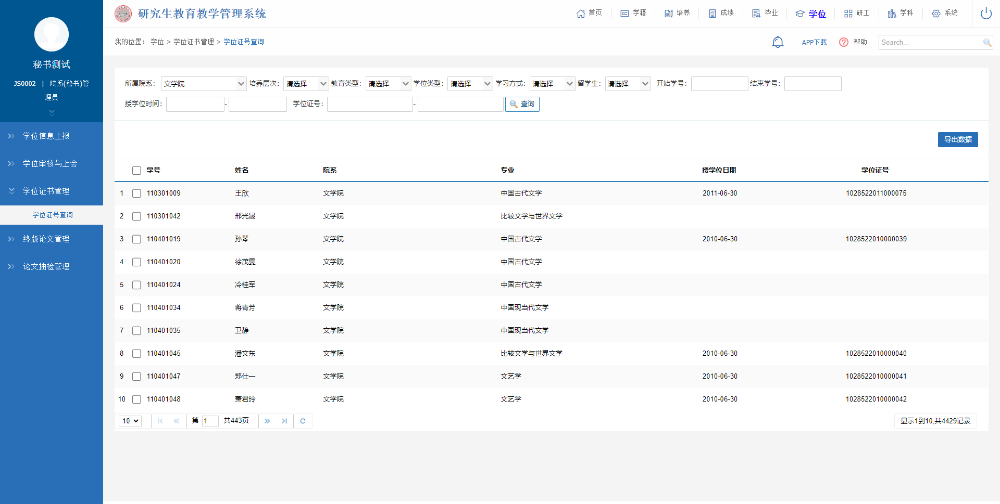 研究生教育教学管理系统
首页 学籍 培养 成绩 毕业 学位 研工 学科 系统
秘书测试
JS0002 | 院系(秘书)管
理员
我的位置： 学位 > 学位证书管理 > 学位证号查询
APP下载 帮助 Search...
学位信息上报
学位审核与上会
学位证书管理
学位证号查询
终版论文管理
论文抽检管理
所属院系： 文学院 培养层次： 请选择 教育类型： 请选择 学位类型： 请选择 学习方式： 请选择 留学生： 请选择 开始学号： 结束学号：
授学位时间： - 学位证号： - 查询
导出数据
学号 姓名 院系 专业 授学位日期 学位证号
1 110301009 王欣 文学院 中国古代文学 2011-06-30 1028522011000075
2 110301042 邢光晟 文学院 比较文学与世界文学
3 110401019 孙琴 文学院 中国古代文学 2010-06-30 1028522010000039
4 110401020 徐茂雯 文学院 中国古代文学
5 110401024 冷桂军 文学院 中国古代文学
6 110401034 蒋青芳 文学院 中国现当代文学
7 110401035 卫静 文学院 中国现当代文学
8 110401045 潘文东 文学院 比较文学与世界文学 2010-06-30 1028522010000040
9 110401047 郑仕一 文学院 文艺学 2010-06-30 1028522010000041
10 110401048 萧君玲 文学院 文艺学 2010-06-30 1028522010000042
10 第 1 共443页 显示1到10,共4429记录